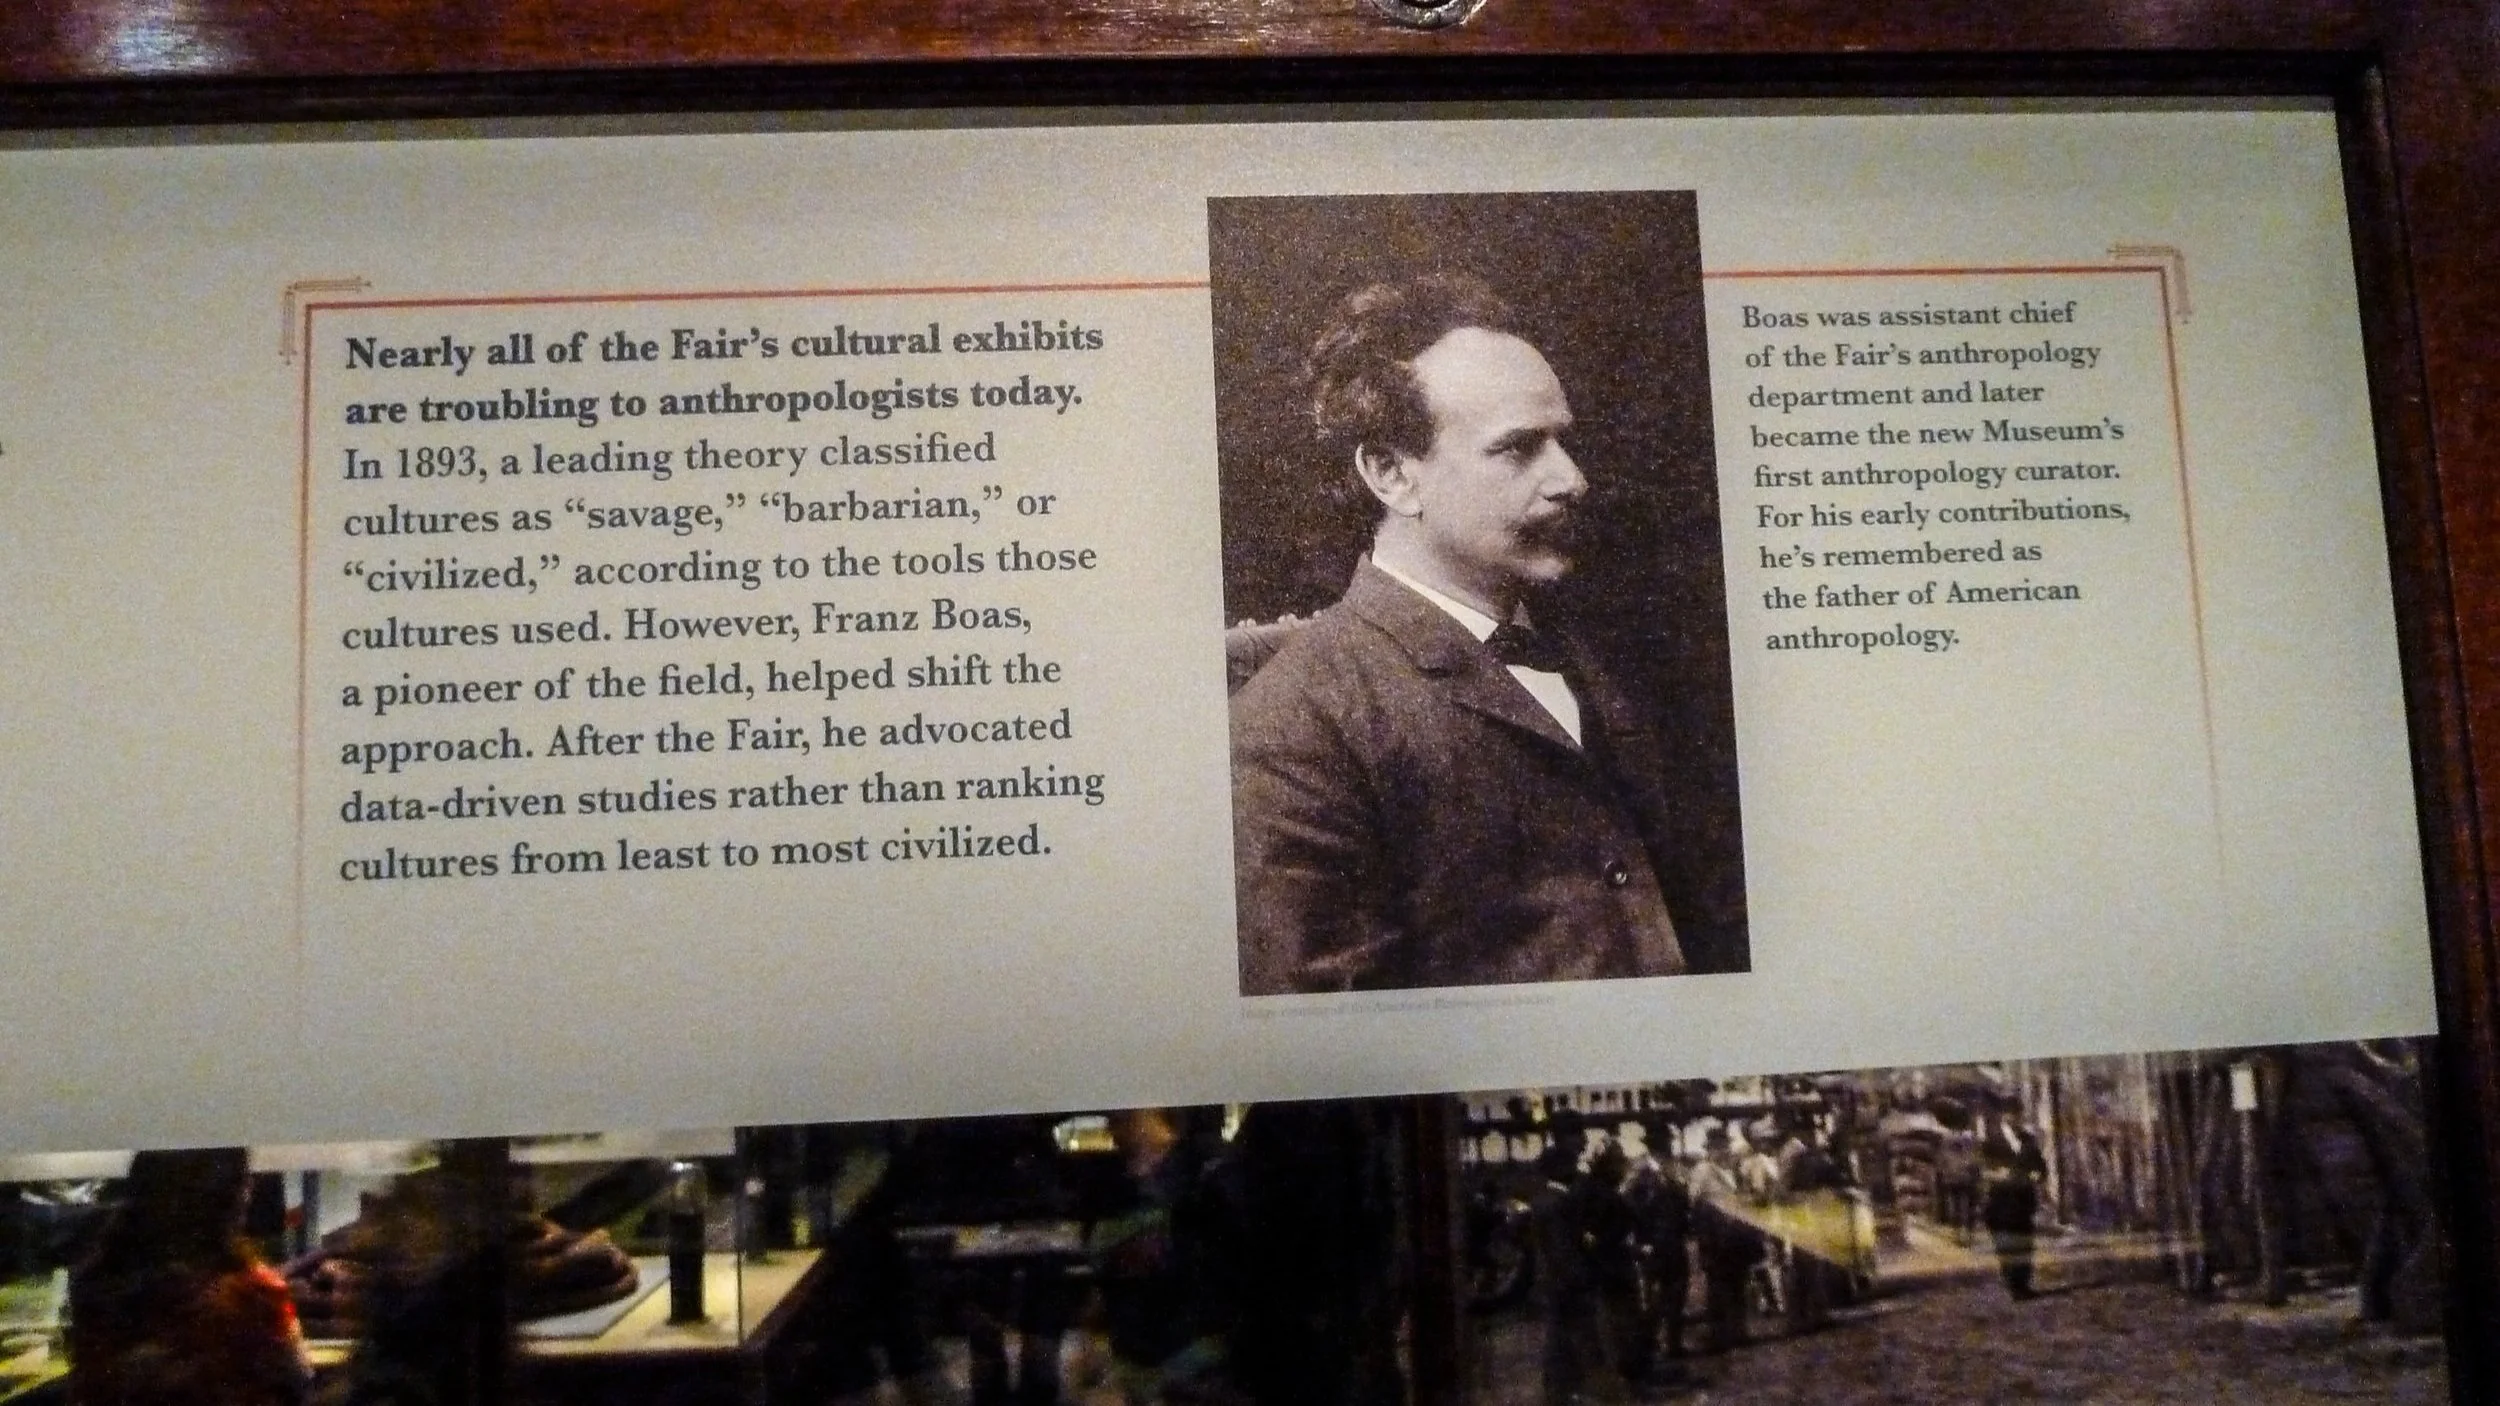 Nearly all of the Fair's cultural exhibits
are troubling to anthropologists today.
In 1893, a leading theory classified
cultures as “savage,” “barbarian,” or
“civilized,” according to the tools those
cultures used. However, Franz Boas,
a pioneer of the field, helped shift the
approach. After the Fair, he advocated
data-driven studies rather than ranking
cultures from least to most civilized.
Boas was assistant chief
of the Fair’s anthropology
department and later
became the new Museum’s
first anthropology curator.
For his early contributions,
he’s remembered as
the father of American
anthropology.